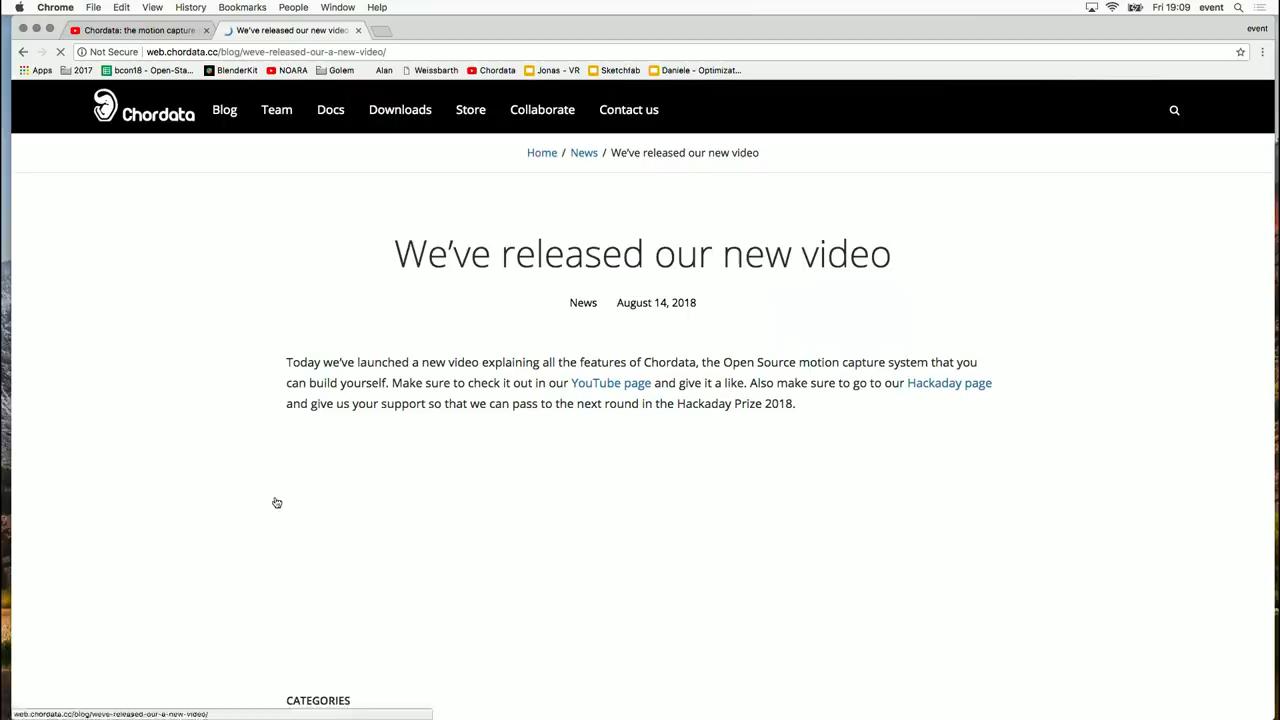 Chrome File Edit View History Bookmarks People Window Help Fri 19:09 event
Chordata: the motion capture We've released our new video event
Not Secure web.chordata.cc/blog/weve-released-our-a-new-video/
Apps 2017 bcon18 - Open-Sta... BlenderKit NOARA Golem Alan Weissbarth Chordata Jonas - VR Sketchfab Daniele - Optimizat...
Chordata Blog Team Docs Downloads Store Collaborate Contact us
Home / News / We've released our new video
We've released our new video
News August 14, 2018
Today we've launched a new video explaining all the features of Chordata, the Open Source motion capture system that you
can build yourself. Make sure to check it out in our YouTube page and give it a like. Also make sure to go to our Hackaday page
and give us your support so that we can pass to the next round in the Hackaday Prize 2018.
CATEGORIES
web.chordata.cc/blog/weve-released-our-a-new-video/